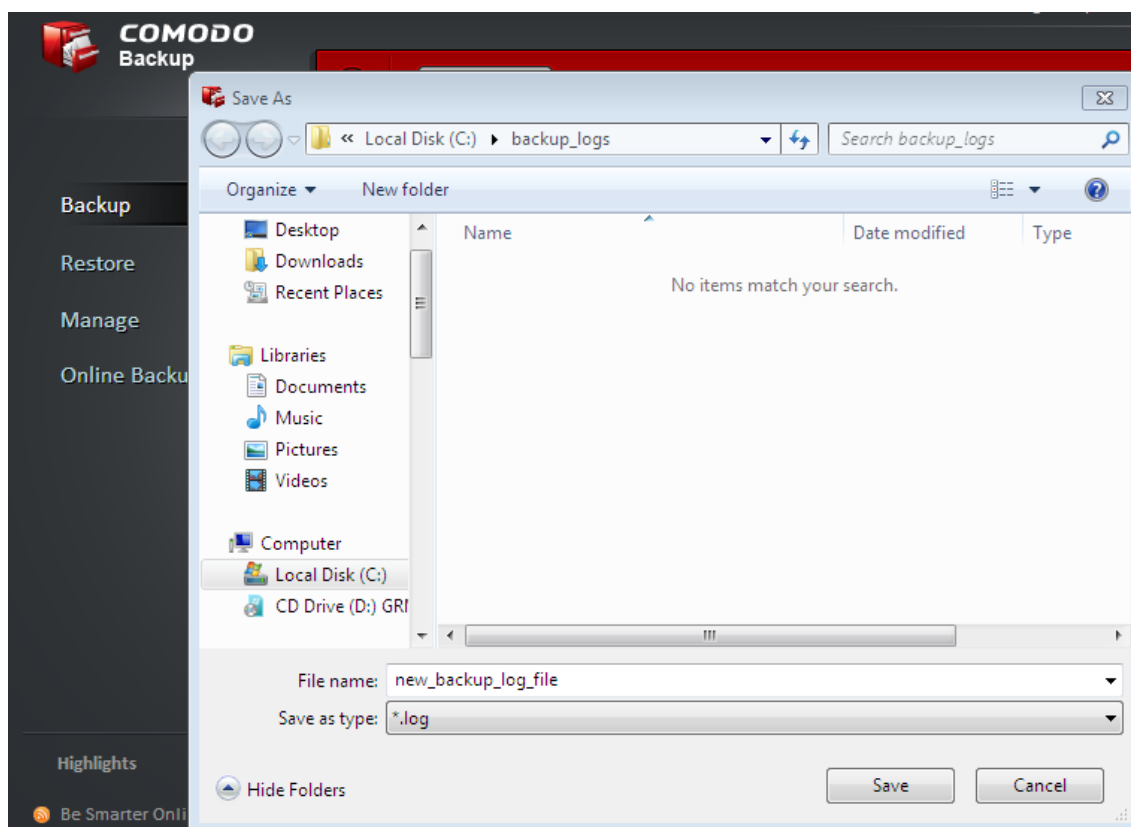 COMODO
Backup
Save As
« Local Disk (C:) backup_logs
Search backup_logs
Organize
New folder
Backup
Restore
Manage
Online Backu
Desktop
Downloads
Recent Places
Libraries
Documents
Music
Pictures
Videos
Computer
Local Disk (C:)
CD Drive (D:)
Name
Date modified
Type
No items match your search.
File name: new_backup_log_file
Save as type: *.log
Hide Folders
Save
Cancel
Highlights
Be Smarter Onli